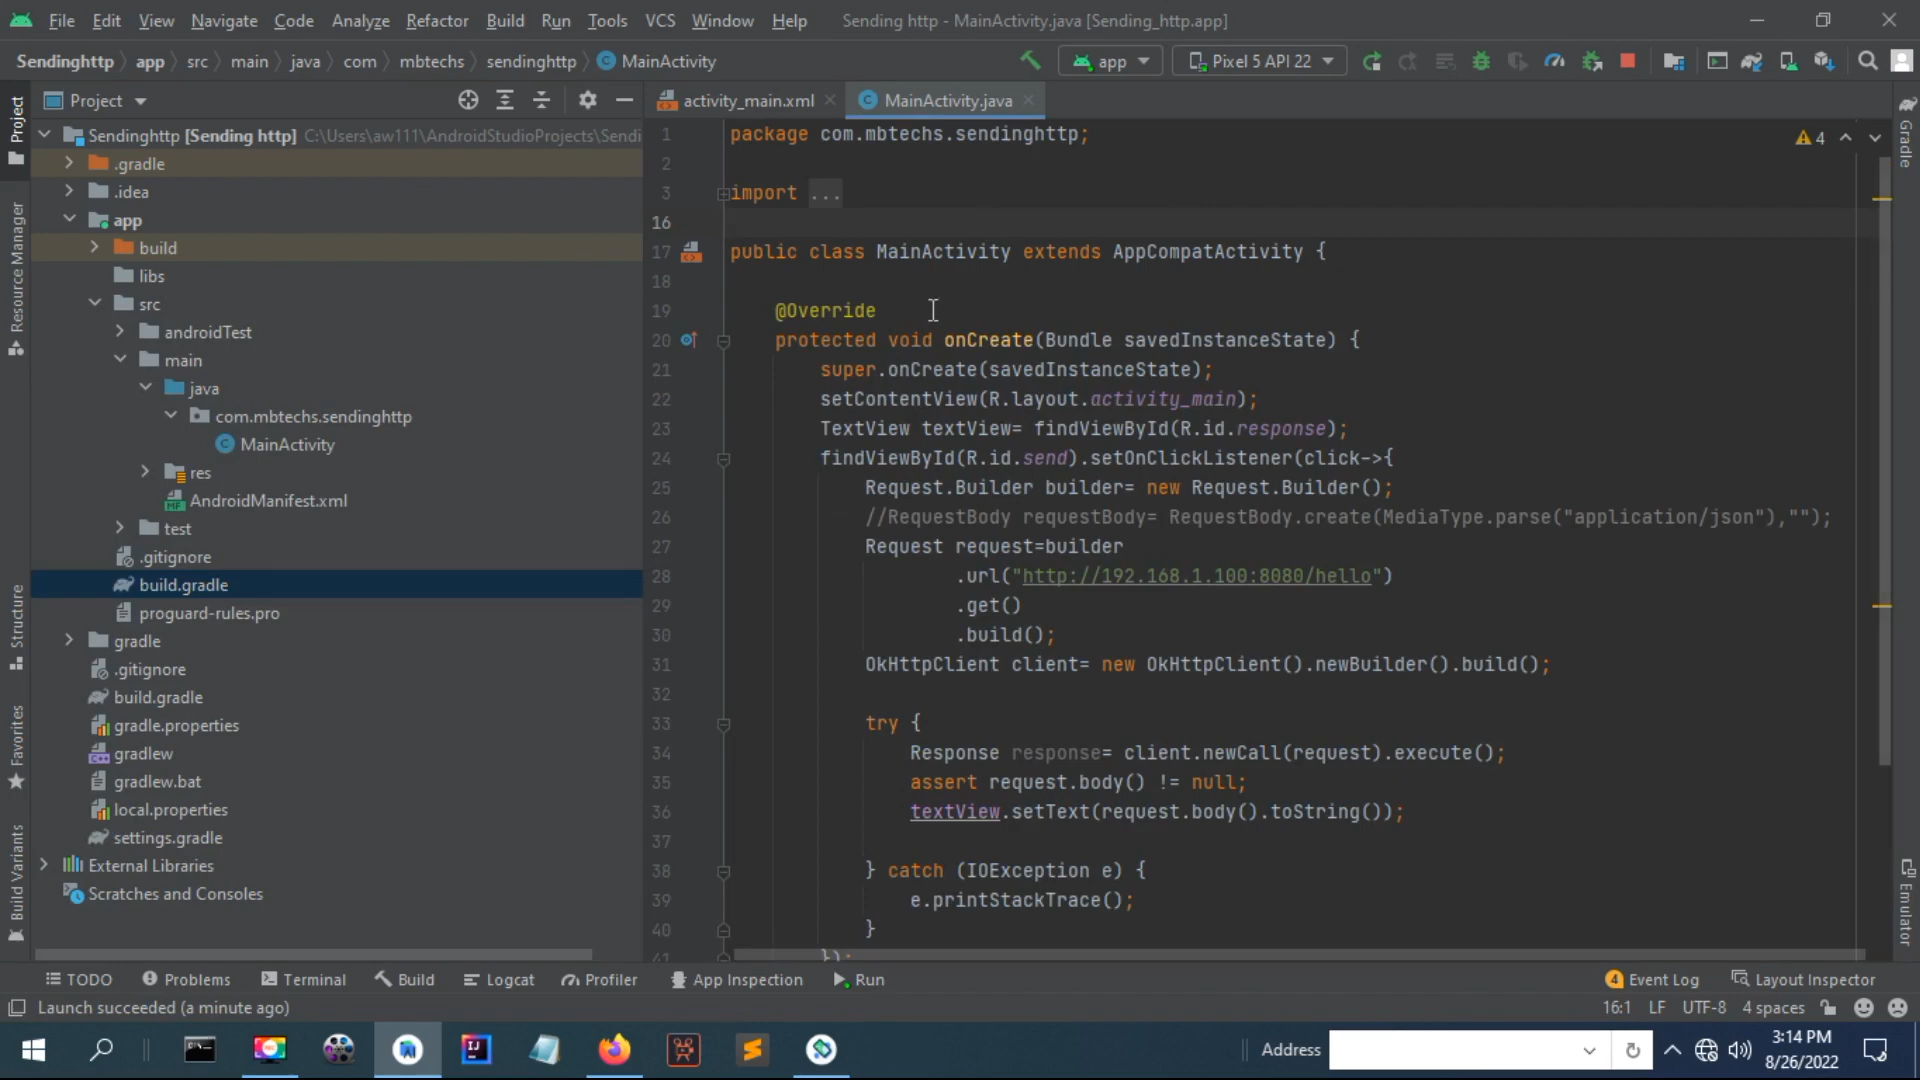 File Edit View Navigate Code Analyze Refactor Build Run Tools VCS Window Help Sending http - MainActivity.java [Sending_http.app]
Sendinghttp app src main java com mbtechs sendinghttp MainActivity app Pixel 5 API 22
Project activity_main.xml MainActivity.java
Project
Resource Manager
Structure
Favorites
Build Variants
Gradle
Emulator
Sendinghttp [Sending http] C:\Users\aw111\AndroidStudioProjects\Sendi
.gradle
.idea
app
build
libs
src
androidTest
main
java
com.mbtechs.sendinghttp
MainActivity
res
AndroidManifest.xml
test
.gitignore
build.gradle
proguard-rules.pro
gradle
.gitignore
build.gradle
gradle.properties
gradlew
gradlew.bat
local.properties
settings.gradle
External Libraries
Scratches and Consoles
4
1 package com.mbtechs.sendinghttp;
2
3 import ...
16
17 public class MainActivity extends AppCompatActivity {
18
19 @Override
20 protected void onCreate(Bundle savedInstanceState) {
21 super.onCreate(savedInstanceState);
22 setContentView(R.layout.activity_main);
23 TextView textView= findViewById(R.id.response);
24 findViewById(R.id.send).setOnClickListener(click->{
25 Request.Builder builder= new Request.Builder();
26 //RequestBody requestBody= RequestBody.create(MediaType.parse("application/json"),"");
27 Request request=builder
28 .url("http://192.168.1.100:8080/hello")
29 .get()
30 .build();
31 OkHttpClient client= new OkHttpClient().newBuilder().build();
32
33 try {
34 Response response= client.newCall(request).execute();
35 assert request.body() != null;
36 textView.setText(request.body().toString());
37
38 } catch (IOException e) {
39 e.printStackTrace();
40 }
41 });
TODO Problems Terminal Build Logcat Profiler App Inspection Run 4 Event Log Layout Inspector
Launch succeeded (a minute ago) 16:1 LF UTF-8 4 spaces
Address
3:14 PM
8/26/2022